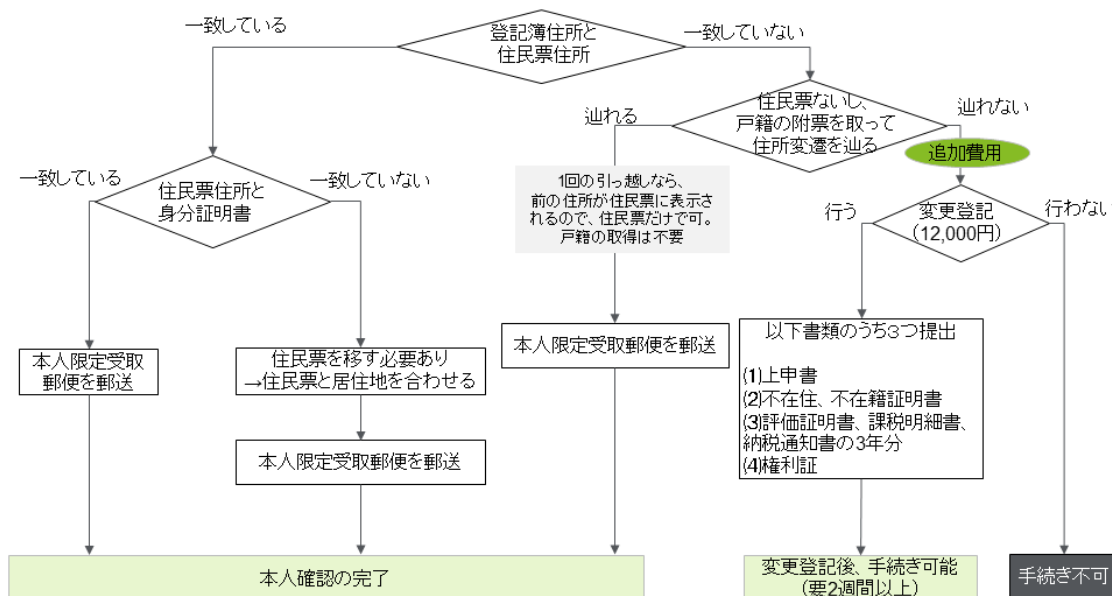 一致している
登記簿住所と
住民票住所
一致していない
辿れる
住民票ないし、
戸籍の附票を取って
住所変遷を辿る
辿れない
追加費用
一致している
住民票住所と
身分証明書
一致していない
1回の引っ越しなら、
前の住所が住民票に表示さ
れるので、住民票だけで可。
戸籍の取得は不要
行う
変更登記
(12,000円)
行わない
本人限定受取
郵便を郵送
住民票を移す必要あり
→住民票と居住地を合わせる
本人限定受取郵便を郵送
本人限定受取郵便を郵送
以下書類のうち3つ提出
(1)上申書
(2)不在住、不在籍証明書
(3)評価証明書、課税明細書、
納税通知書の3年分
(4)権利証
本人確認の完了
変更登記後、手続き可能
(要2週間以上)
手続き不可